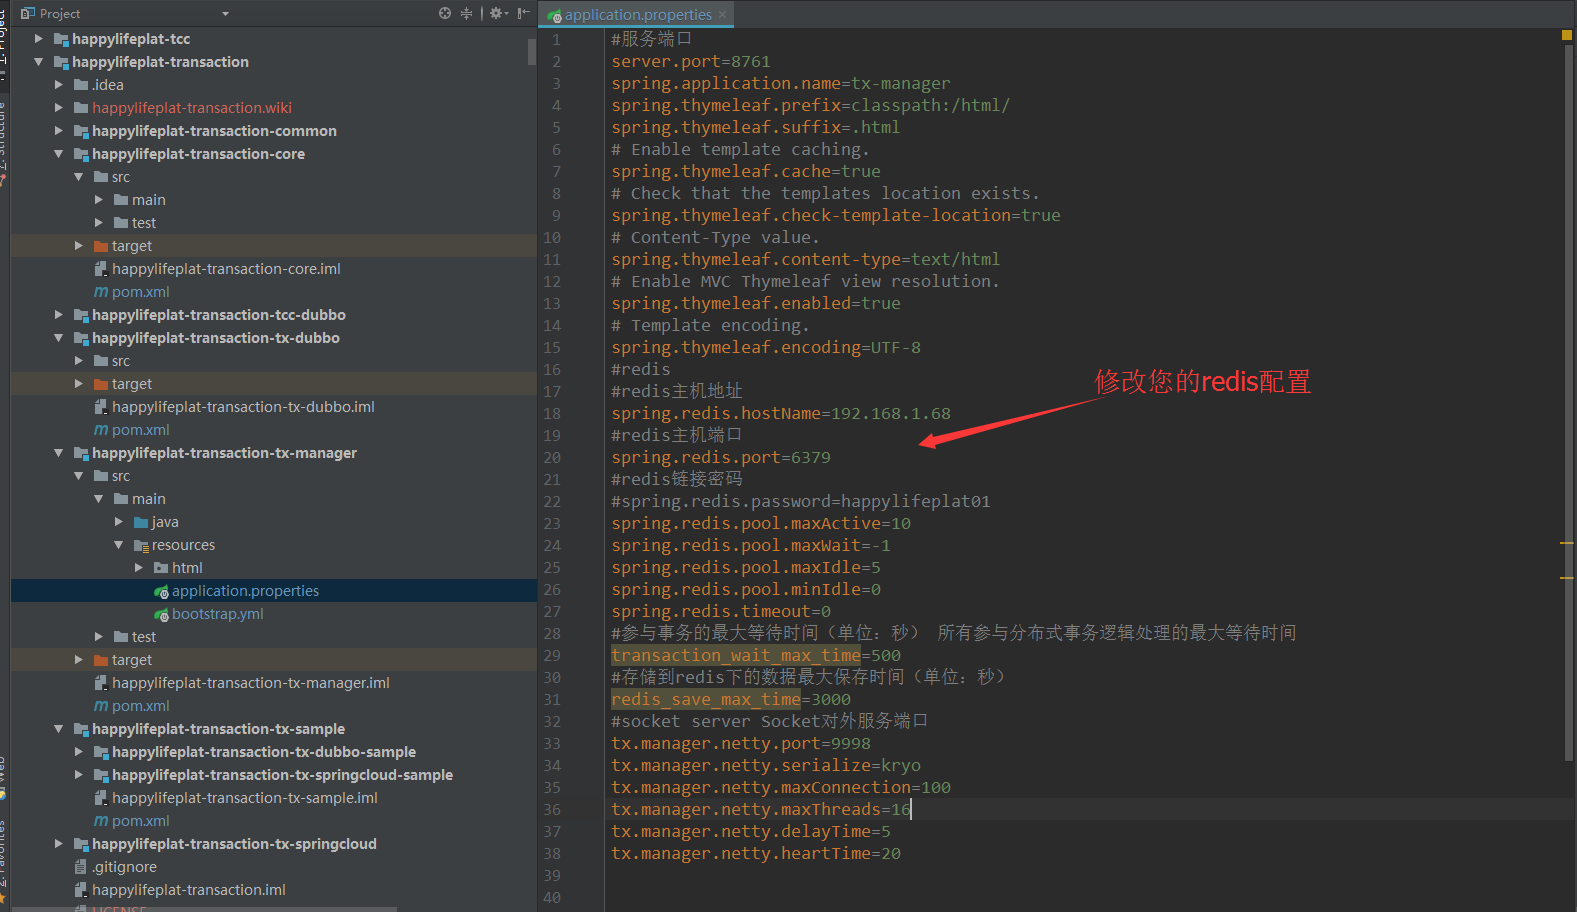 Project
happylifeplat-tcc
happylifeplat-transaction
.idea
happylifeplat-transaction.wiki
happylifeplat-transaction-common
happylifeplat-transaction-core
src
main
test
target
happylifeplat-transaction-core.iml
pom.xml
happylifeplat-transaction-tcc-dubbo
happylifeplat-transaction-tx-dubbo
src
target
happylifeplat-transaction-tx-dubbo.iml
pom.xml
happylifeplat-transaction-tx-manager
src
main
java
resources
html
application.properties
bootstrap.yml
test
target
happylifeplat-transaction-tx-manager.iml
pom.xml
happylifeplat-transaction-tx-sample
happylifeplat-transaction-tx-dubbo-sample
happylifeplat-transaction-tx-springcloud-sample
happylifeplat-transaction-tx-sample.iml
pom.xml
happylifeplat-transaction-tx-springcloud
.gitignore
happylifeplat-transaction.iml
LICENSE
application.properties
1 #服务端口
2 server.port=8761
3 spring.application.name=tx-manager
4 spring.thymeleaf.prefix=classpath:/html/
5 spring.thymeleaf.suffix=.html
6 # Enable template caching.
7 spring.thymeleaf.cache=true
8 # Check that the templates location exists.
9 spring.thymeleaf.check-template-location=true
10 # Content-Type value.
11 spring.thymeleaf.content-type=text/html
12 # Enable MVC Thymeleaf view resolution.
13 spring.thymeleaf.enabled=true
14 # Template encoding.
15 spring.thymeleaf.encoding=UTF-8
16 #redis
17 #redis主机地址
18 spring.redis.hostName=192.168.1.68
19 #redis主机端口
20 spring.redis.port=6379
21 #redis链接密码
22 #spring.redis.password=happylifeplat01
23 spring.redis.pool.maxActive=10
24 spring.redis.pool.maxWait=-1
25 spring.redis.pool.maxIdle=5
26 spring.redis.pool.minIdle=0
27 spring.redis.timeout=0
28 #参与事务的最大等待时间（单位：秒） 所有参与分布式事务逻辑处理的最大等待时间
29 transaction_wait_max_time=500
30 #存储到redis下的数据最大保存时间（单位：秒）
31 redis_save_max_time=3000
32 #socket server Socket对外服务端口
33 tx.manager.netty.port=9998
34 tx.manager.netty.serialize=kryo
35 tx.manager.netty.maxConnection=100
36 tx.manager.netty.maxThreads=16
37 tx.manager.netty.delayTime=5
38 tx.manager.netty.heartTime=20
39
40
修改您的redis配置